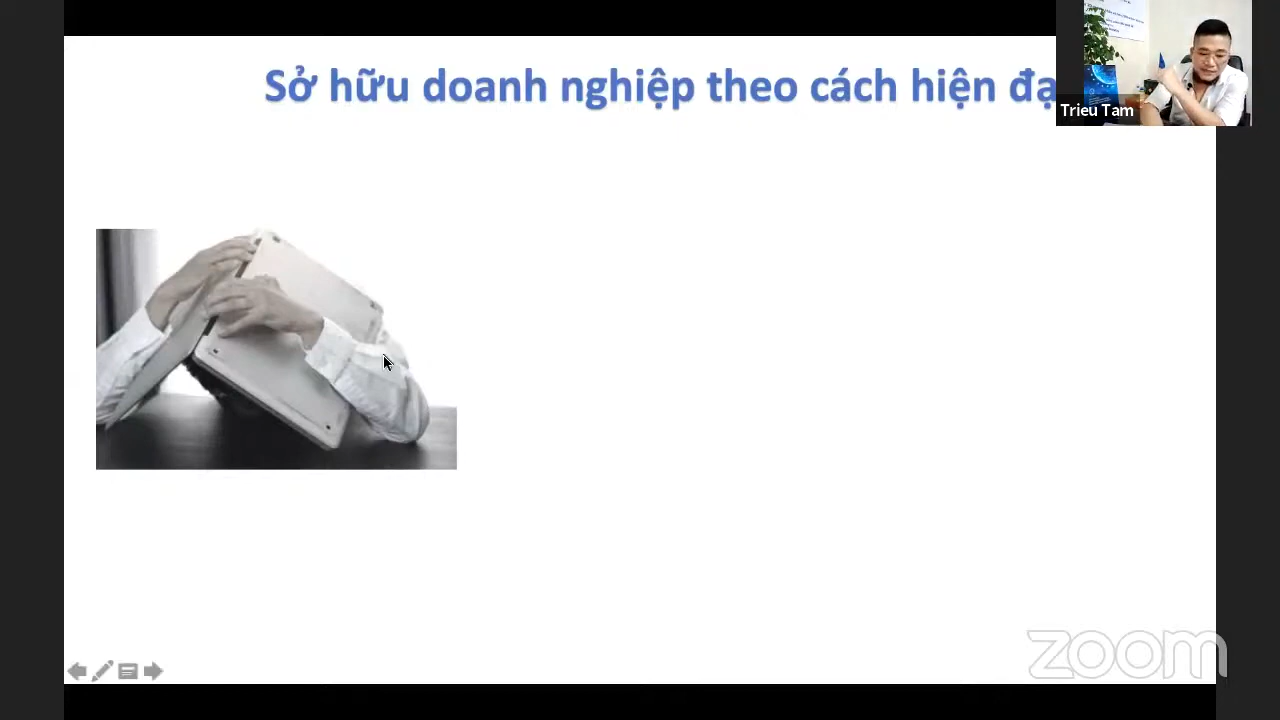 Sở hữu doanh nghiệp theo cách hiện đạ
Trieu Tam
zoom